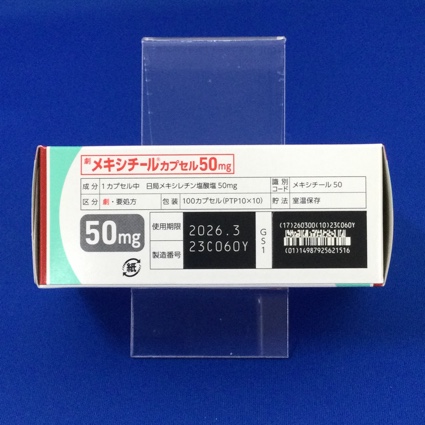 劇 メキシチールカプセル50mg
成分 1カプセル中 日局メキシレチン塩酸塩 50mg 識別コード メキシチール 50
区分 劇・要処方 包装 100カプセル(PTP10×10) 貯法 室温保存
50mg
使用期限 2026.3
製造番号 23C060Y
GS1
(17)260300(10)23C060Y
(01)14987925621516
紙